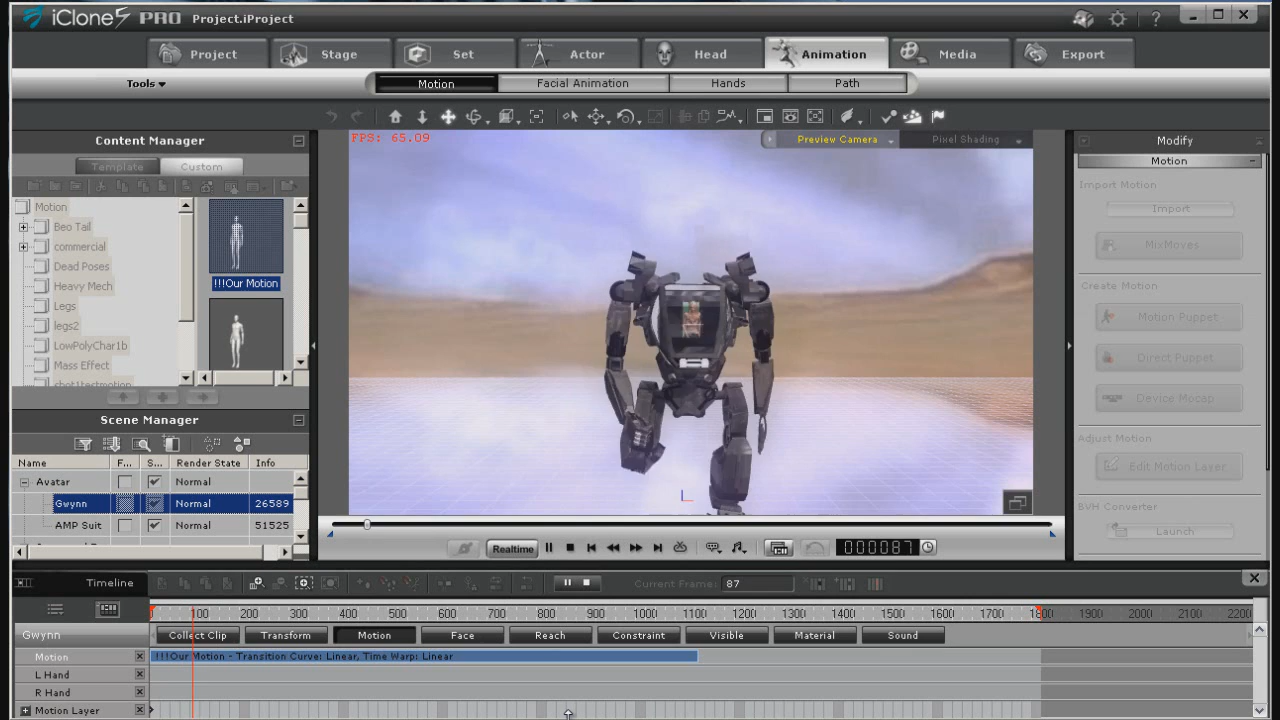 iClone5 PRO Project.iProject
?
Project Stage Set Actor Head Animation Media Export
Tools
Motion Facial Animation Hands Path
Content Manager
Template Custom
Motion
Beo Tail
commercial
Dead Poses
Heavy Mech
Legs
legs2
LowPolyChar1b
Mass Effect
shot1testmotion
!!!Our Motion
FPS: 65.09
Preview Camera Pixel Shading
Modify
Motion
Import Motion
Import
MixMoves
Create Motion
Motion Puppet
Direct Puppet
Device Mocap
Adjust Motion
Edit Motion Layer
BVH Converter
Launch
Scene Manager
Name F... S... Render State Info
Avatar Normal
Gwynn Normal 26589
AMP Suit Normal 51525
Realtime 000087
Timeline Current Frame: 87
100 200 300 400 500 600 700 800 900 1000 1100 1200 1300 1400 1500 1600 1700 1800 1900 2000 2100 2200
Gwynn Collect Clip Transform Motion Face Reach Constraint Visible Material Sound
Motion !!!Our Motion - Transition Curve: Linear, Time Warp: Linear
L Hand
R Hand
Motion Layer